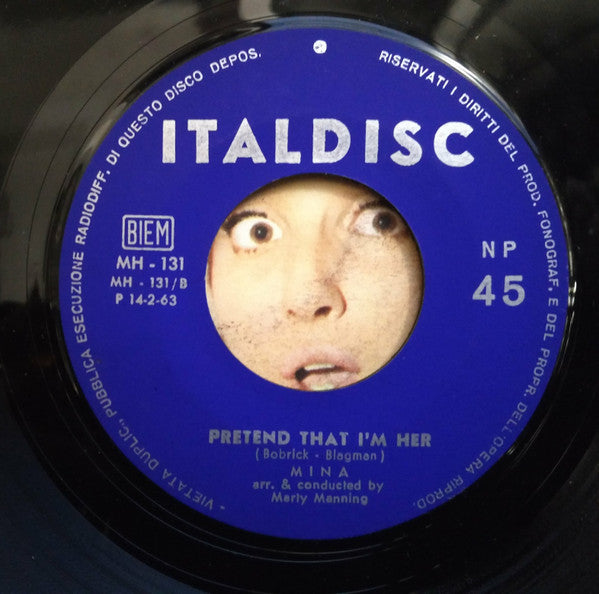 - VIETATA DUPLIC., PUBBLICA ESECUZIONE RADIODIFF. DI QUESTO DISCO DEPOS.
RISERVATI I DIRITTI DEL PROD. FONOGRAF. E DEL PROPR. DELL'OPERA RIPROD.
ITALDISC
BIEM
MH - 131
MH - 131/B
P 14-2-63
NP
45
PRETEND THAT I'M HER
( Bobrick - Blagman )
MINA
arr. & conducted by
Marty Manning